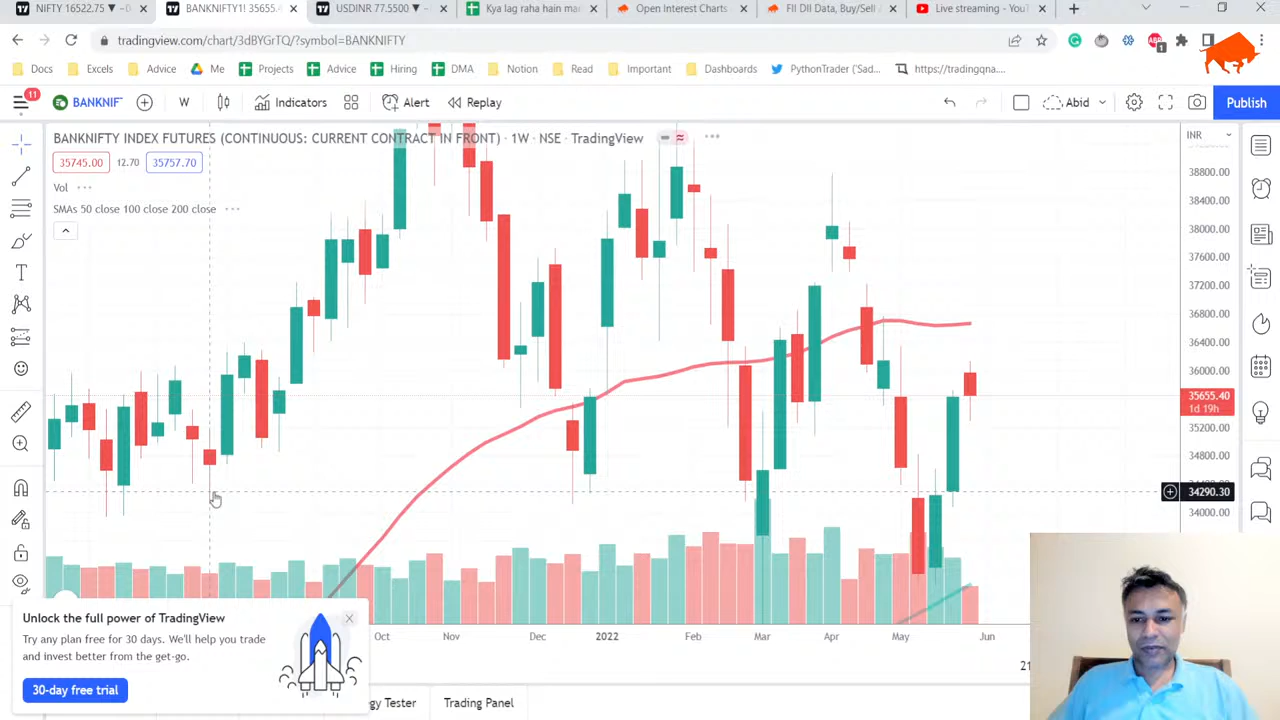 NIFTY 16522.75 ▼ −D
BANKNIFTY1! 35655.4
USDINR 77.5500 ▼ −
Kya lag raha hain mar
Open Interest Charts
FII DII Data, Buy/Sell A
Live streaming - YouT
tradingview.com/chart/3dBYGrTQ/?symbol=BANKNIFTY
1
Docs
Excels
Advice
Me
Projects
Advice
Hiring
DMA
Notion
Read
Important
Dashboards
PythonTrader ('Sad...
https://tradingqna...
11
BANKNIF
W
Indicators
Alert
Replay
Abid
Publish
BANKNIFTY INDEX FUTURES (CONTINUOUS: CURRENT CONTRACT IN FRONT) · 1W · NSE · TradingView
INR
35745.00
12.70
35757.70
Vol
SMAs 50 close 100 close 200 close
38800.00
38400.00
38000.00
37600.00
37200.00
36800.00
36400.00
36000.00
35655.40
1d 19h
35200.00
34800.00
34290.30
34000.00
Unlock the full power of TradingView
Try any plan free for 30 days. We'll help you trade
and invest better from the get-go.
30-day free trial
Oct
Nov
Dec
2022
Feb
Mar
Apr
May
Jun
21
gy Tester
Trading Panel